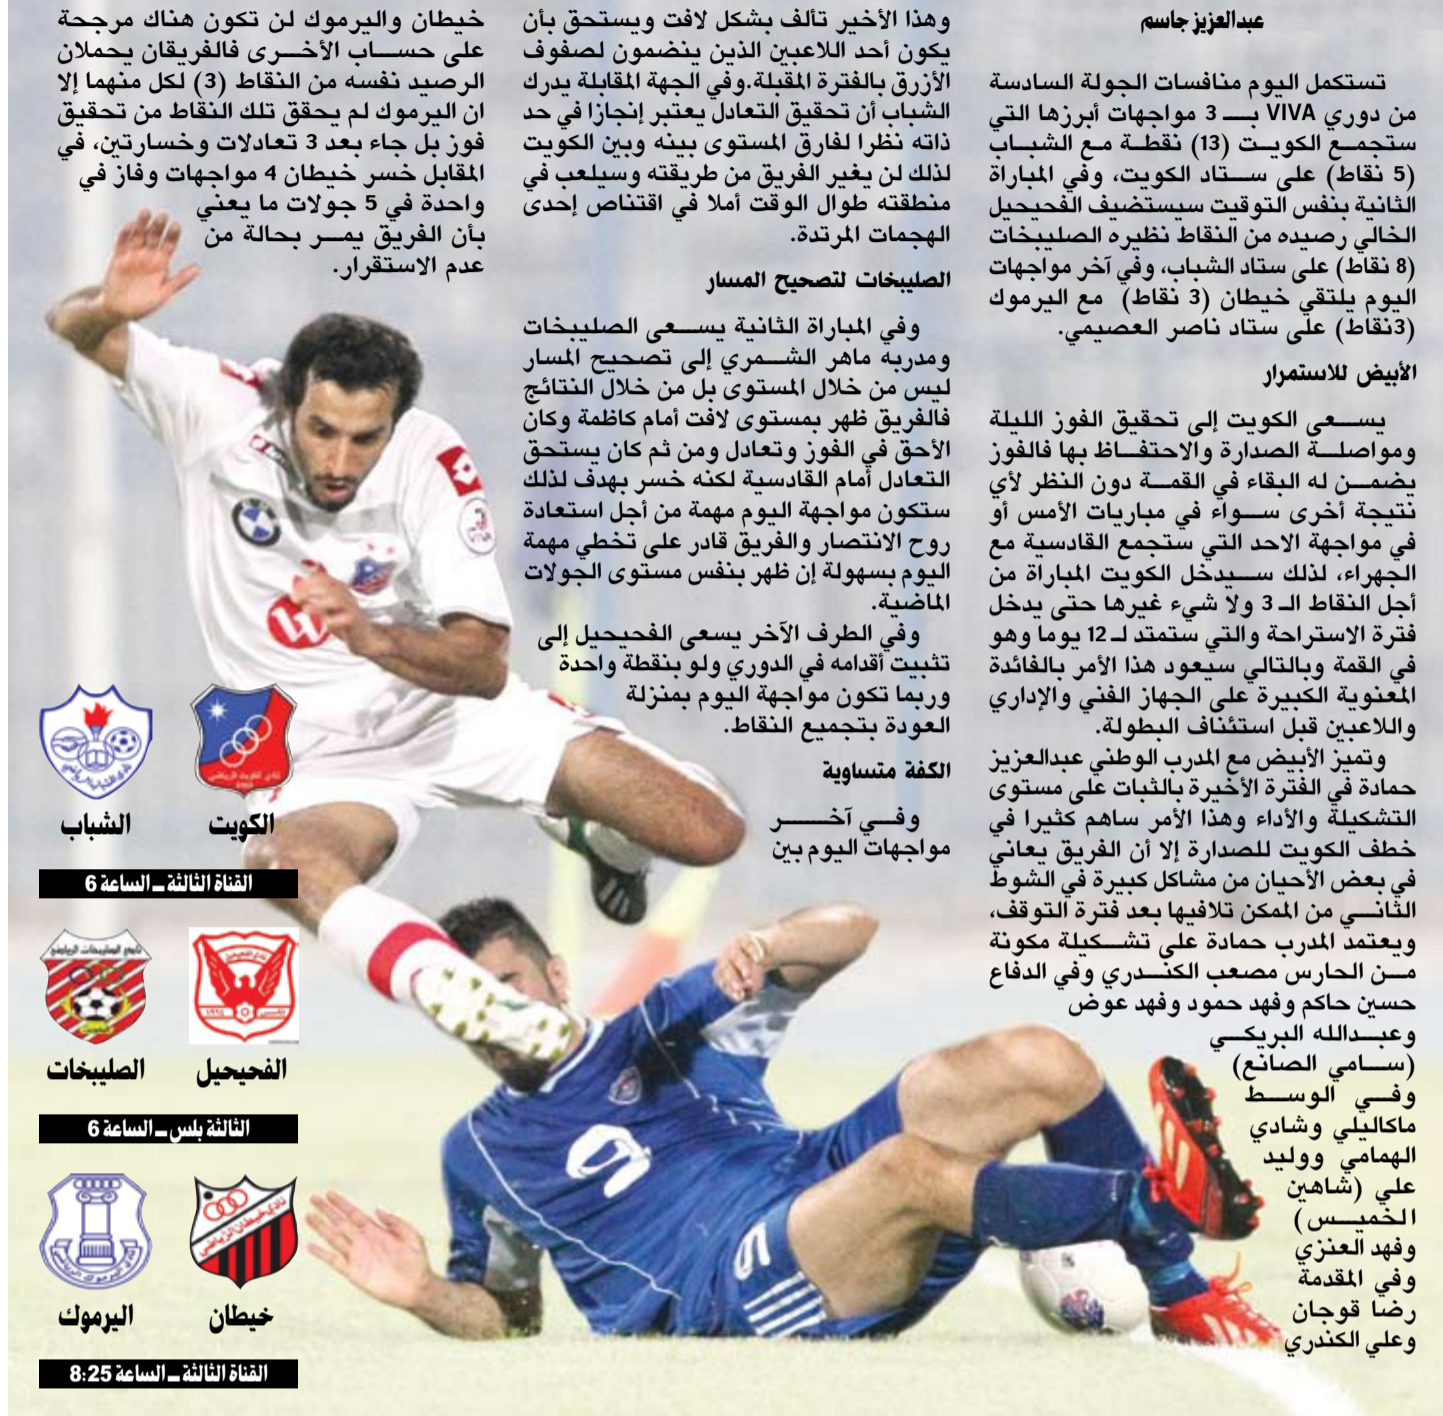 عبدالعزيز جاسم
تستكمل اليوم منافسات الجولة السادسة
من دوري VIVA بـ 3 مواجهات أبرزها التي
ستجمع الكويت (13) نقطة مع الشباب
(5 نقاط) على ستاد الكويت، وفي المباراة
الثانية بنفس التوقيت سيستضيف الفحيحيل
الخالي رصيده من النقاط نظيره الصليبخات
(8 نقاط) على ستاد الشباب، وفي آخر مواجهات
اليوم يلتقي خيطان (3 نقاط) مع اليرموك
(3نقاط) على ستاد ناصر العصيمي.
الأبيض للاستمرار
يسعى الكويت إلى تحقيق الفوز الليلة
ومواصلة الصدارة والاحتفاظ بها فالفوز
يضمن له البقاء في القمة دون النظر لأي
نتيجة أخرى سواء في مباريات الأمس أو
في مواجهة الاحد التي ستجمع القادسية مع
الجهراء، لذلك سيدخل الكويت المباراة من
أجل النقاط الـ 3 ولا شيء غيرها حتى يدخل
فترة الاستراحة والتي ستمتد لـ 12 يوما وهو
في القمة وبالتالي سيعود هذا الأمر بالفائدة
المعنوية الكبيرة على الجهاز الفني والإداري
واللاعبين قبل استئناف البطولة.
وتميز الأبيض مع المدرب الوطني عبدالعزيز
حمادة في الفترة الأخيرة بالثبات على مستوى
التشكيلة والأداء وهذا الأمر ساهم كثيرا في
خطف الكويت للصدارة إلا أن الفريق يعاني
في بعض الأحيان من مشاكل كبيرة في الشوط
الثاني من الممكن تلافيها بعد فترة التوقف،
ويعتمد المدرب حمادة على تشكيلة مكونة
من الحارس مصعب الكندري وفي الدفاع
حسين حاكم وفهد حمود وفهد عوض
وعبدالله البريكي
(سامي الصانع)
وفي الوسط
ماكاليلي وشادي
الهمامي ووليد
علي (شاهين
الخميس)
وفهد العنزي
وفي المقدمة
رضا قوجان
وعلي الكندري
وهذا الأخير تألف بشكل لافت ويستحق بأن
يكون أحد اللاعبين الذين ينضمون لصفوف
الأزرق بالفترة المقبلة.وفي الجهة المقابلة يدرك
الشباب أن تحقيق التعادل يعتبر إنجازا في حد
ذاته نظرا لفارق المستوى بينه وبين الكويت
لذلك لن يغير الفريق من طريقته وسيلعب في
منطقته طوال الوقت أملا في اقتناص إحدى
الهجمات المرتدة.
الصليبخات لتصحيح المسار
وفي المباراة الثانية يسعى الصليبخات
ومدربه ماهر الشمري إلى تصحيح المسار
ليس من خلال المستوى بل من خلال النتائج
فالفريق ظهر بمستوى لافت أمام كاظمة وكان
الأحق في الفوز وتعادل ومن ثم كان يستحق
التعادل أمام القادسية لكنه خسر بهدف لذلك
ستكون مواجهة اليوم مهمة من أجل استعادة
روح الانتصار والفريق قادر على تخطي مهمة
اليوم بسهولة إن ظهر بنفس مستوى الجولات
الماضية.
وفي الطرف الآخر يسعى الفحيحيل إلى
تثبيت أقدامه في الدوري ولو بنقطة واحدة
وربما تكون مواجهة اليوم بمنزلة
العودة بتجميع النقاط.
الكفة متساوية
وفي آخر
مواجهات اليوم بين
خيطان واليرموك لن تكون هناك مرجحة
على حساب الأخرى فالفريقان يحملان
الرصيد نفسه من النقاط (3) لكل منهما إلا
ان اليرموك لم يحقق تلك النقاط من تحقيق
فوز بل جاء بعد 3 تعادلات وخسارتين، في
المقابل خسر خيطان 4 مواجهات وفاز في
واحدة في 5 جولات ما يعني
بأن الفريق يمر بحالة من
عدم الاستقرار.
الكويت
الشباب
القناة الثالثة ـ الساعة 6
الفحيحيل
الصليبخات
الثالثة بلس ـ الساعة 6
خيطان
اليرموك
القناة الثالثة ـ الساعة 8:25